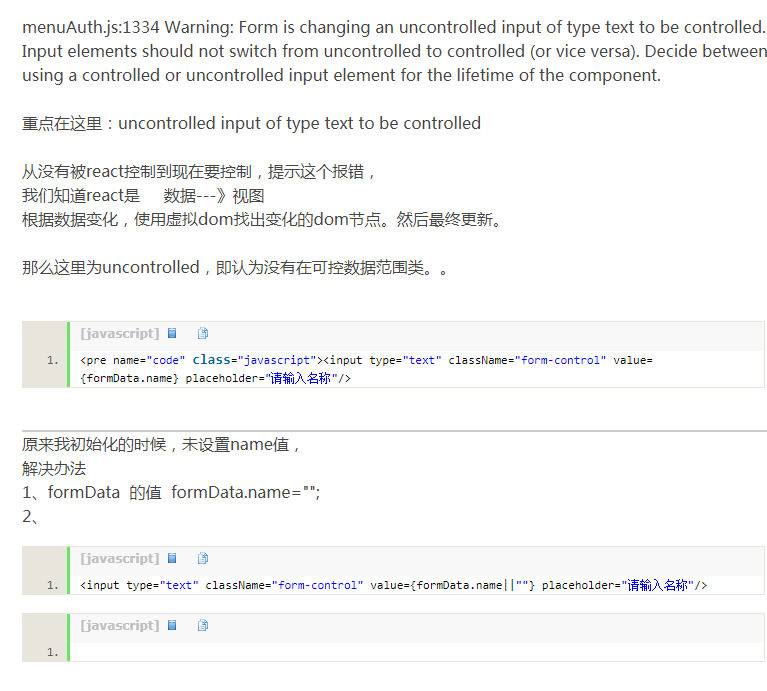 menuAuth.js:1334 Warning: Form is changing an uncontrolled input of type text to be controlled.
Input elements should not switch from uncontrolled to controlled (or vice versa). Decide between
using a controlled or uncontrolled input element for the lifetime of the component.
重点在这里：uncontrolled input of type text to be controlled
从没有被react控制到现在要控制，提示这个报错，
我们知道react是 数据---》视图
根据数据变化，使用虚拟dom找出变化的dom节点。然后最终更新。
那么这里为uncontrolled，即认为没有在可控数据范围类。。
[javascript]
1. <pre name="code" class="javascript"><input type="text" className="form-control" value=
{formData.name} placeholder="请输入名称"/>
原来我初始化的时候，未设置name值，
解决办法
1、formData 的值 formData.name="";
2、
[javascript]
1. <input type="text" className="form-control" value={formData.name||""} placeholder="请输入名称"/>
[javascript]
1.